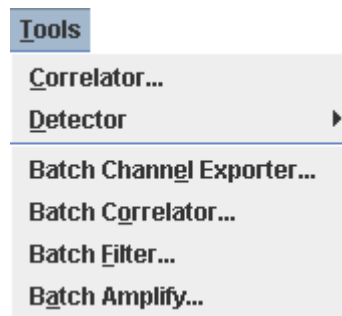 Tools
Correlator...
Detector
Batch Channel Exporter...
Batch Correlator...
Batch Filter...
Batch Amplify...